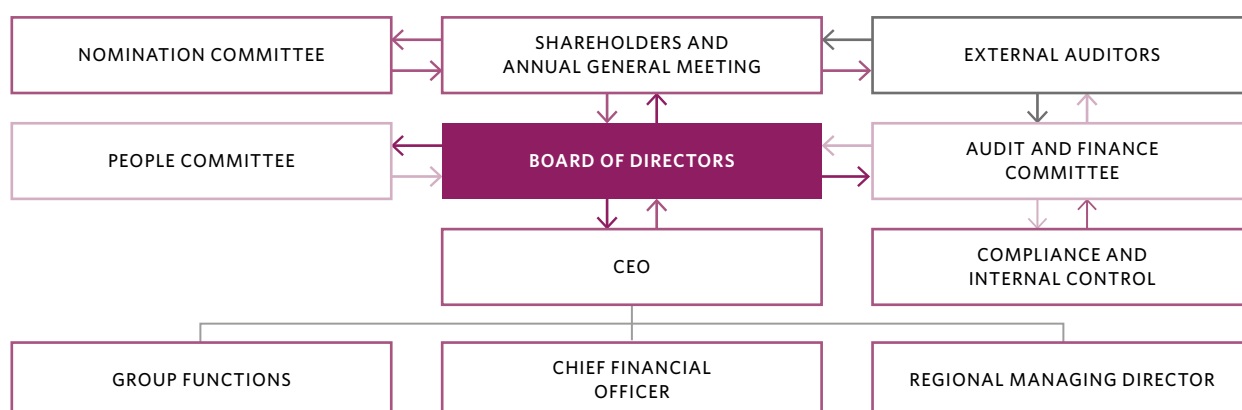 NOMINATION COMMITTEE
SHAREHOLDERS AND
ANNUAL GENERAL MEETING
EXTERNAL AUDITORS
PEOPLE COMMITTEE
BOARD OF DIRECTORS
AUDIT AND FINANCE
COMMITTEE
CEO
COMPLIANCE AND
INTERNAL CONTROL
GROUP FUNCTIONS
CHIEF FINANCIAL
OFFICER
REGIONAL MANAGING DIRECTOR